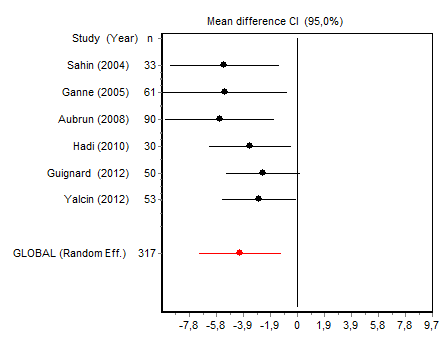 Mean difference CI (95,0%)
Study (Year) n
Sahin (2004) 33
Ganne (2005) 61
Aubrun (2008) 90
Hadi (2010) 30
Guignard (2012) 50
Yalcin (2012) 53
GLOBAL (Random Eff.) 317
-7,8 -5,8 -3,9 -1,9 0 1,9 3,9 5,8 7,8 9,7